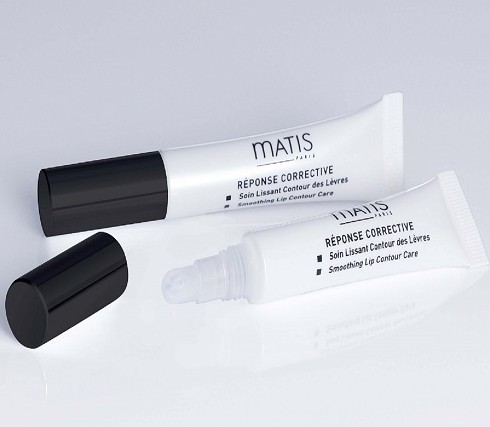 MATIS
PARIS
RÉPONSE CORRECTIVE
■ Soin Lissant Contour des Lèvres
■ Smoothing Lip Contour Care
MATIS
PARIS
RÉPONSE CORRECTIVE
■ Soin Lissant Contour des Lèvres
■ Smoothing Lip Contour Care